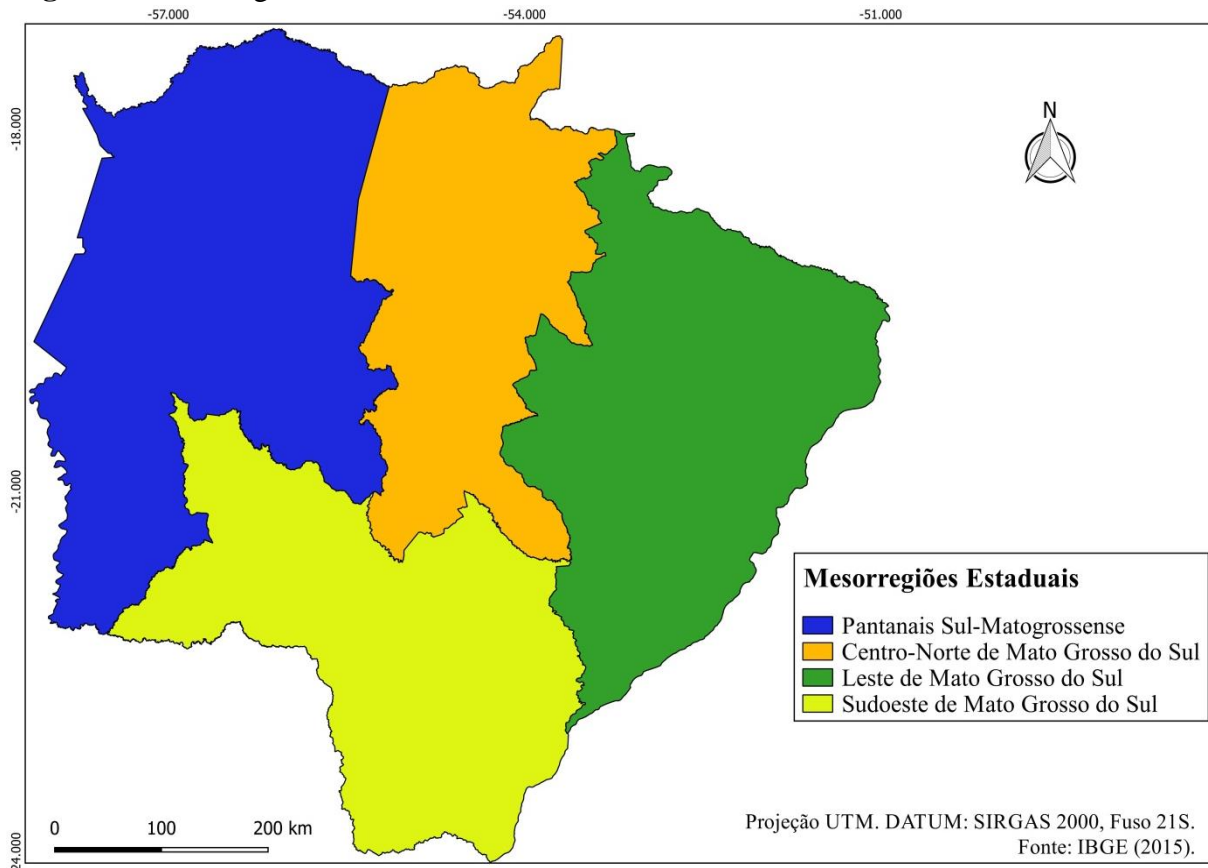 -57.000
-54.000
-51.000
-18.000
-21.000
24.000
N
Mesorregiões Estaduais
Pantanais Sul-Matogrossense
Centro-Norte de Mato Grosso do Sul
Leste de Mato Grosso do Sul
Sudoeste de Mato Grosso do Sul
0 100 200 km
Projeção UTM. DATUM: SIRGAS 2000, Fuso 21S.
Fonte: IBGE (2015).